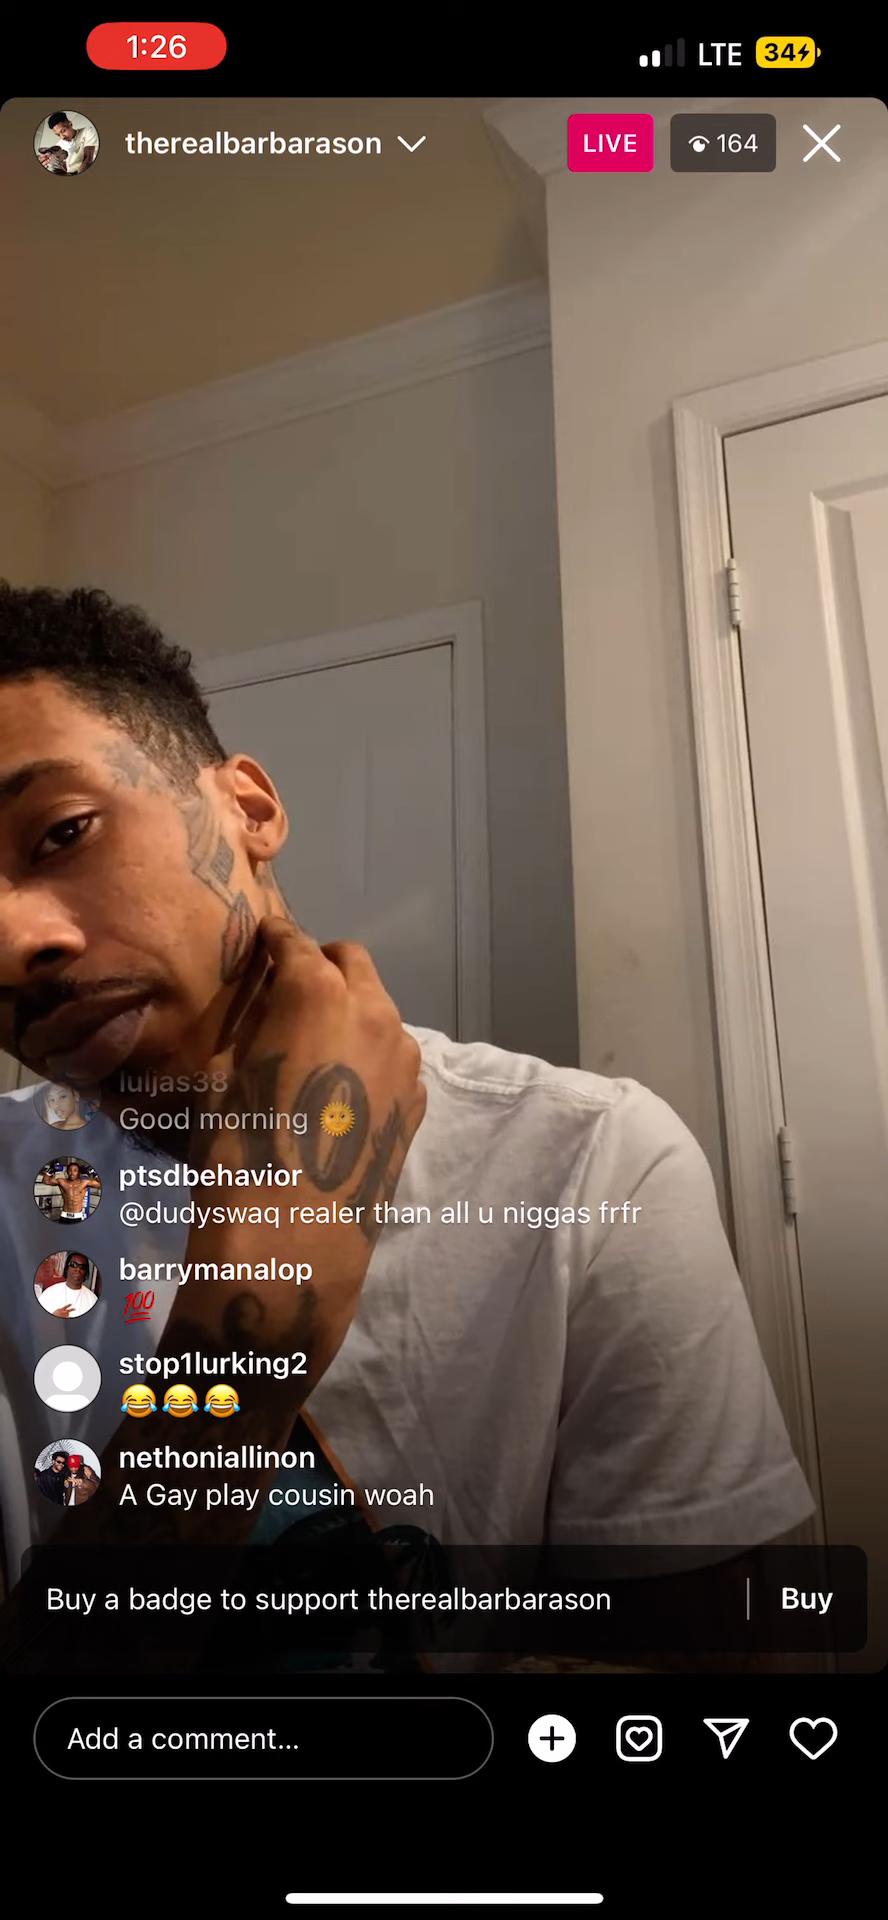 1:26
LTE 34
therealbarbarason
LIVE
164
luljas38
Good morning 🌞
ptsdbehavior
@dudyswaq realer than all u niggas frfr
barrymanalop
💯
stop1lurking2
😂😂😂
nethoniallinon
A Gay play cousin woah
Buy a badge to support therealbarbarason
Buy
Add a comment...